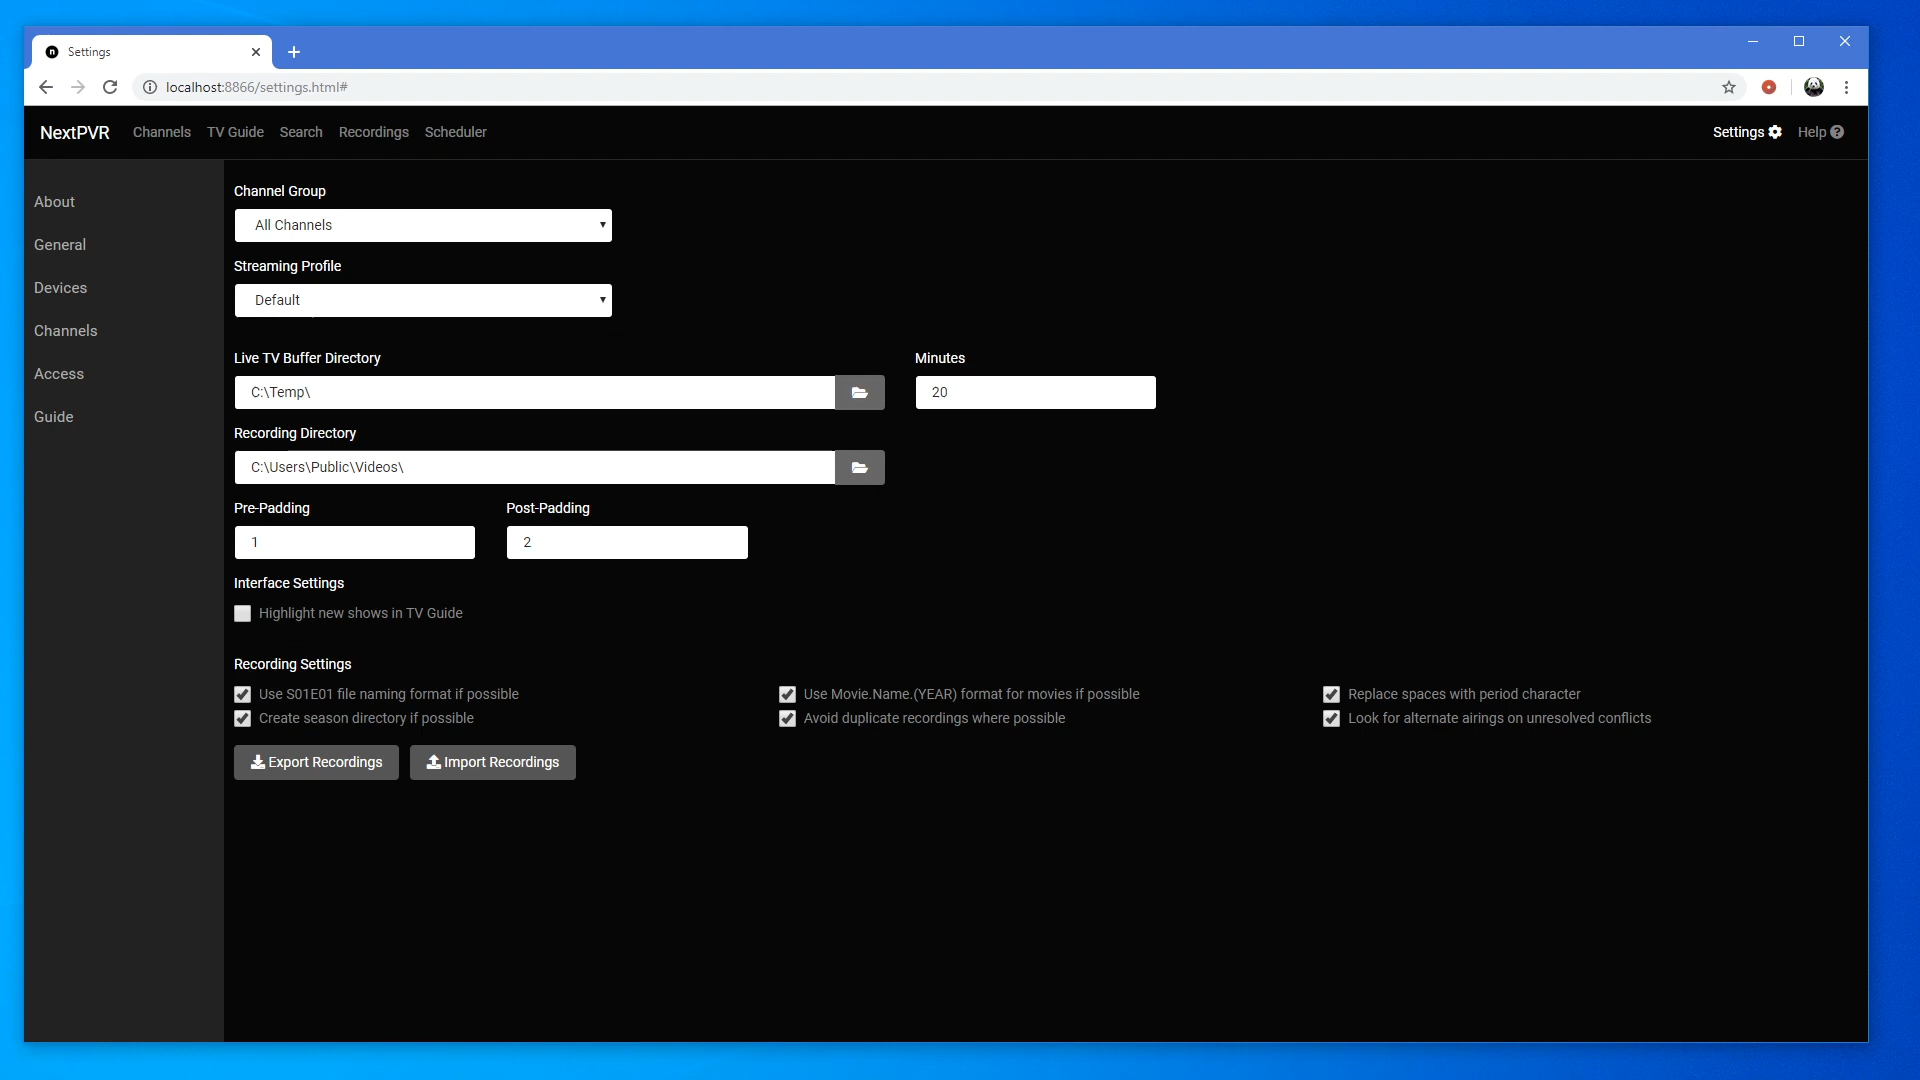 Settings
localhost:8866/settings.html#
NextPVR Channels TV Guide Search Recordings Scheduler Settings Help
About
General
Devices
Channels
Access
Guide
Channel Group
All Channels
Streaming Profile
Default
Live TV Buffer Directory Minutes
C:\Temp\ 20
Recording Directory
C:\Users\Public\Videos\
Pre-Padding Post-Padding
1 2
Interface Settings
Highlight new shows in TV Guide
Recording Settings
Use S01E01 file naming format if possible Use Movie.Name.(YEAR) format for movies if possible Replace spaces with period character
Create season directory if possible Avoid duplicate recordings where possible Look for alternate airings on unresolved conflicts
Export Recordings Import Recordings